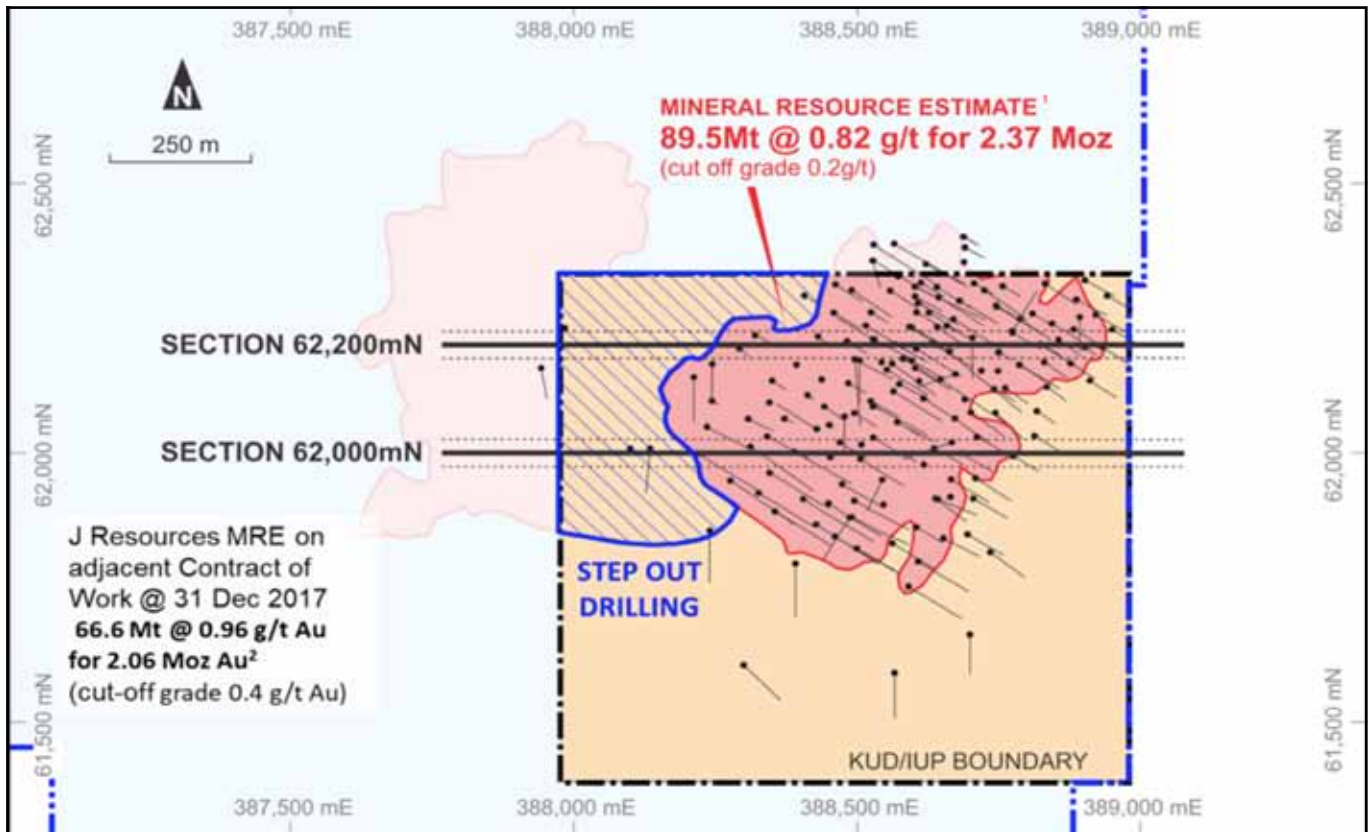 387,500 mE 388,000 mE 388,500 mE 389,000 mE
N
250 m
MINERAL RESOURCE ESTIMATE ¹
89.5Mt @ 0.82 g/t for 2.37 Moz
(cut off grade 0.2g/t)
62,500 mN
62,500 mN
SECTION 62,200mN
SECTION 62,000mN
62,000 mN
62,000 mN
J Resources MRE on
adjacent Contract of
Work @ 31 Dec 2017
66.6 Mt @ 0.96 g/t Au
for 2.06 Moz Au²
(cut-off grade 0.4 g/t Au)
STEP OUT
DRILLING
61,500 mN
61,500 mN
KUD/IUP BOUNDARY
387,500 mE 388,000 mE 388,500 mE 389,000 mE